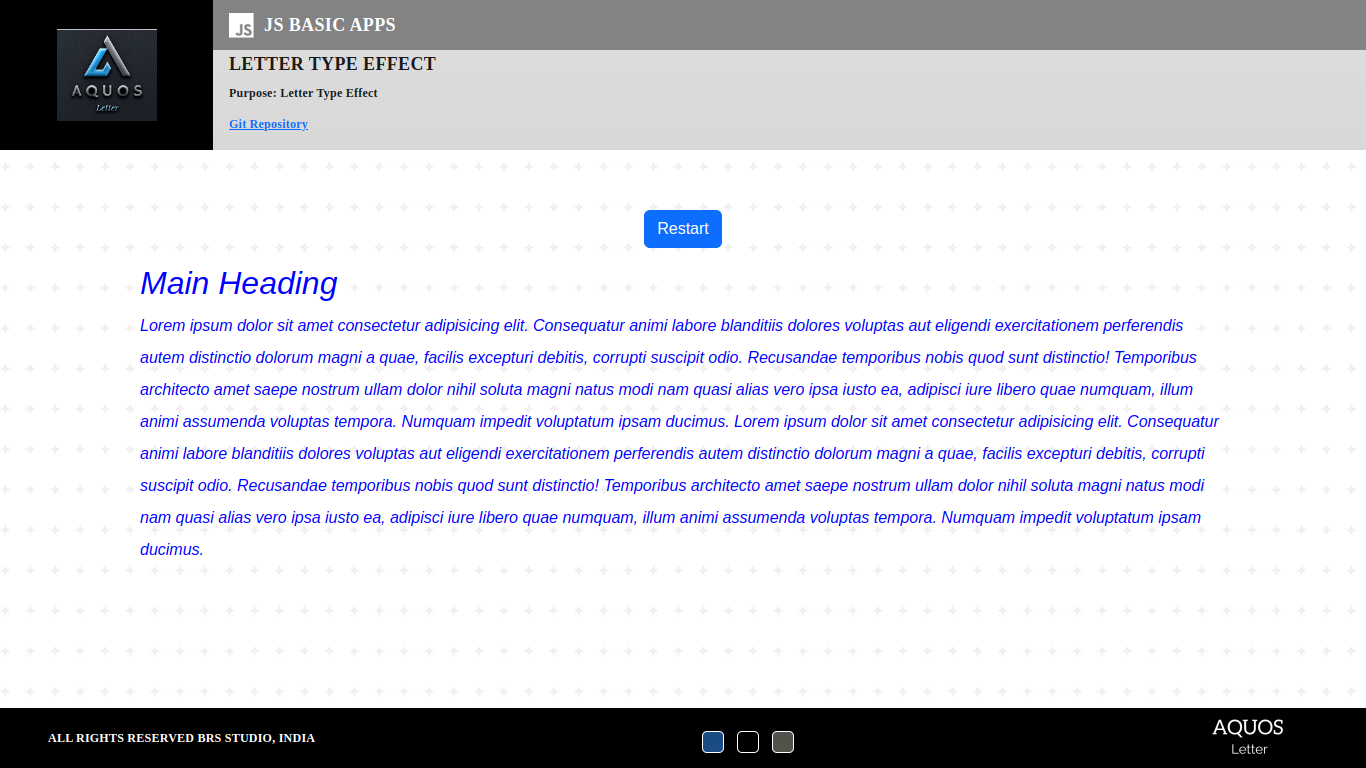 JS
JS BASIC APPS
AQUOS
Letter
LETTER TYPE EFFECT
Purpose: Letter Type Effect
Git Repository
Restart
Main Heading
Lorem ipsum dolor sit amet consectetur adipisicing elit. Consequatur animi labore blanditiis dolores voluptas aut eligendi exercitationem perferendis
autem distinctio dolorum magni a quae, facilis excepturi debitis, corrupti suscipit odio. Recusandae temporibus nobis quod sunt distinctio! Temporibus
architecto amet saepe nostrum ullam dolor nihil soluta magni natus modi nam quasi alias vero ipsa iusto ea, adipisci iure libero quae numquam, illum
animi assumenda voluptas tempora. Numquam impedit voluptatum ipsam ducimus. Lorem ipsum dolor sit amet consectetur adipisicing elit. Consequatur
animi labore blanditiis dolores voluptas aut eligendi exercitationem perferendis autem distinctio dolorum magni a quae, facilis excepturi debitis, corrupti
suscipit odio. Recusandae temporibus nobis quod sunt distinctio! Temporibus architecto amet saepe nostrum ullam dolor nihil soluta magni natus modi
nam quasi alias vero ipsa iusto ea, adipisci iure libero quae numquam, illum animi assumenda voluptas tempora. Numquam impedit voluptatum ipsam
ducimus.
ALL RIGHTS RESERVED BRS STUDIO, INDIA
AQUOS
Letter